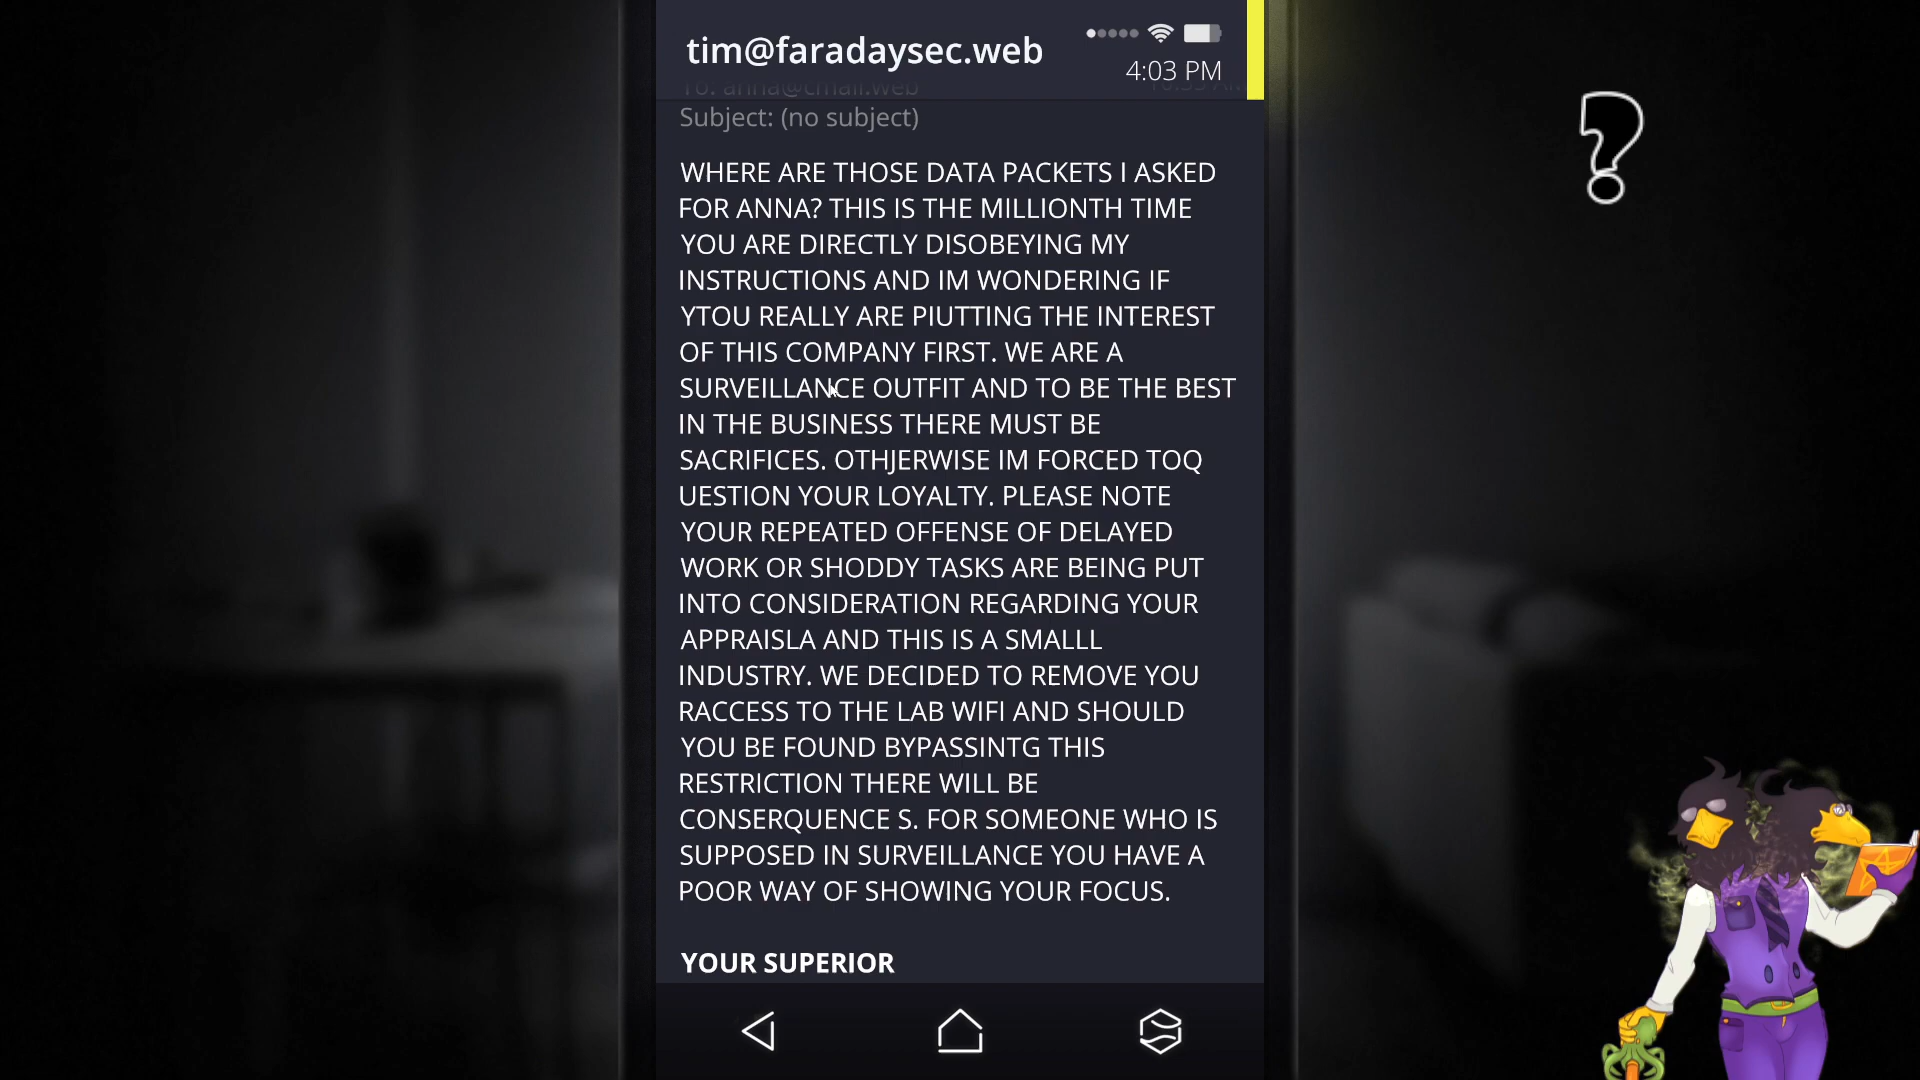 tim@faradaysec.web
4:03 PM
To: anna@cmail.web
Subject: (no subject)
WHERE ARE THOSE DATA PACKETS I ASKED
FOR ANNA? THIS IS THE MILLIONTH TIME
YOU ARE DIRECTLY DISOBEYING MY
INSTRUCTIONS AND IM WONDERING IF
YTOU REALLY ARE PIUTTING THE INTEREST
OF THIS COMPANY FIRST. WE ARE A
SURVEILLANCE OUTFIT AND TO BE THE BEST
IN THE BUSINESS THERE MUST BE
SACRIFICES. OTHJERWISE IM FORCED TOQ
UESTION YOUR LOYALTY. PLEASE NOTE
YOUR REPEATED OFFENSE OF DELAYED
WORK OR SHODDY TASKS ARE BEING PUT
INTO CONSIDERATION REGARDING YOUR
APPRAISLA AND THIS IS A SMALLL
INDUSTRY. WE DECIDED TO REMOVE YOU
RACCESS TO THE LAB WIFI AND SHOULD
YOU BE FOUND BYPASSINTG THIS
RESTRICTION THERE WILL BE
CONSERQUENCE S. FOR SOMEONE WHO IS
SUPPOSED IN SURVEILLANCE YOU HAVE A
POOR WAY OF SHOWING YOUR FOCUS.
YOUR SUPERIOR